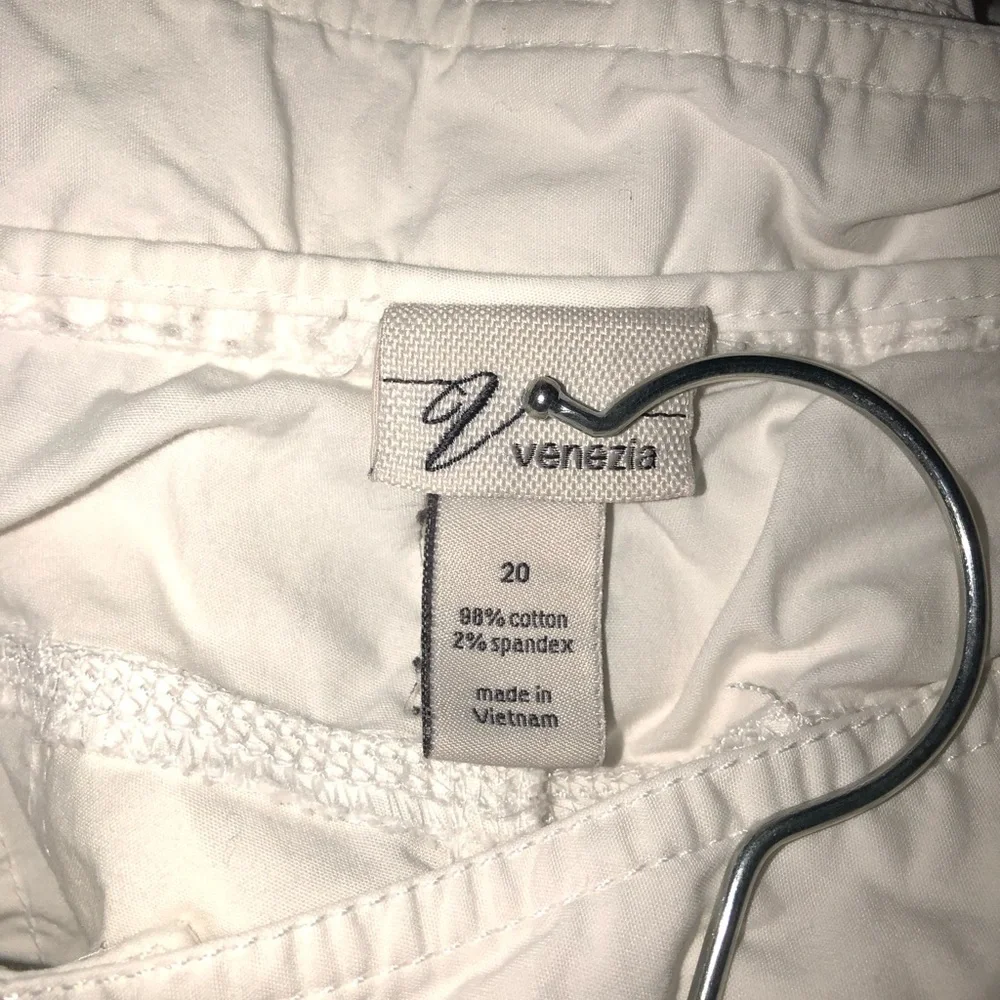 V
venezia
20
98% cotton
2% spandex
made in
Vietnam